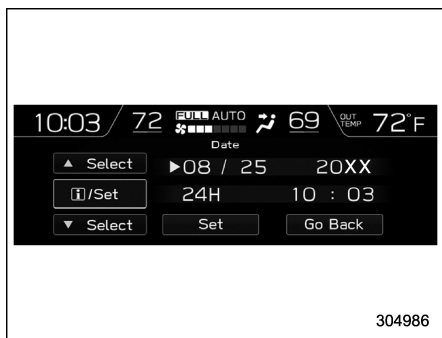 10:03 72 FULL AUTO 69 OUT TEMP 72°F
Date
▲ Select ▶08 / 25 20XX
i/Set 24H 10 : 03
▼ Select Set Go Back
304986